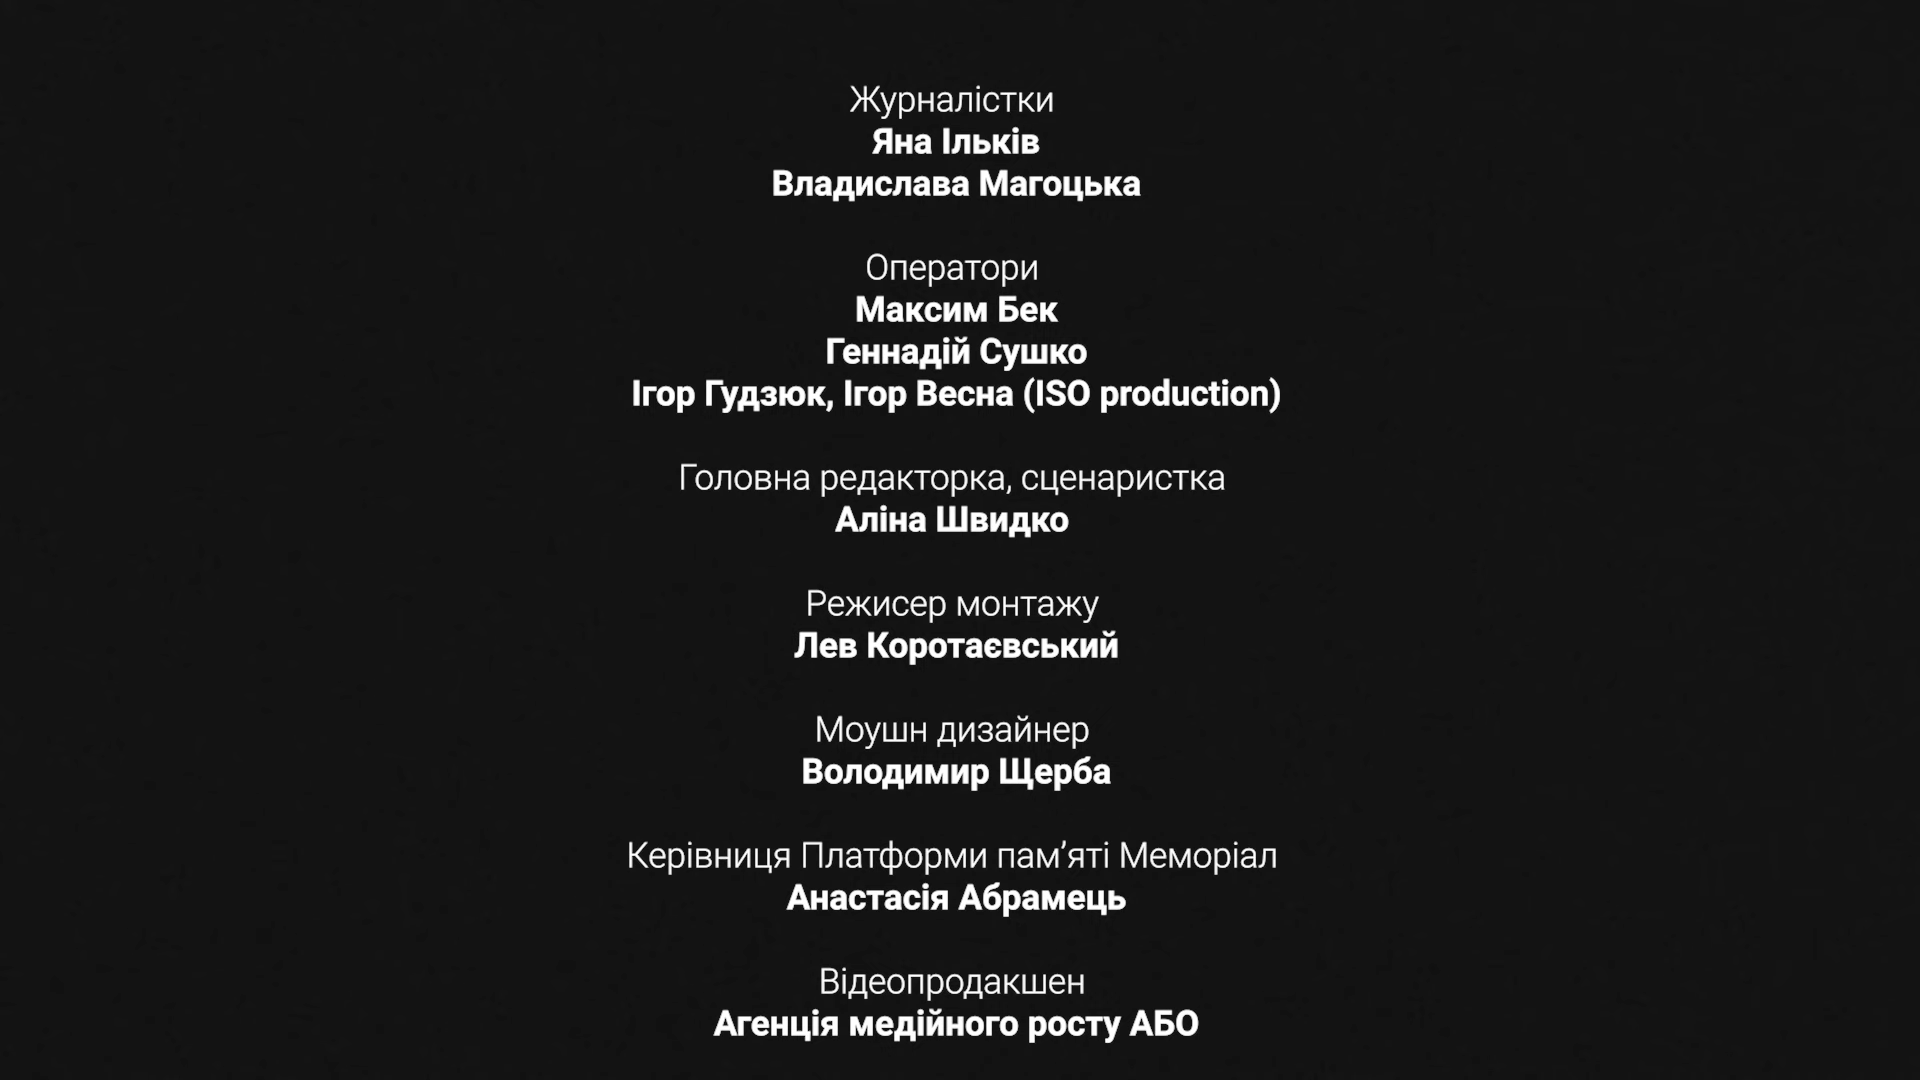 Журналістки
Яна Ільків
Владислава Магоцька
Оператори
Максим Бек
Геннадій Сушко
Ігор Гудзюк, Ігор Весна (ISO production)
Головна редакторка, сценаристка
Аліна Швидко
Режисер монтажу
Лев Коротаєвський
Моушн дизайнер
Володимир Щерба
Керівниця Платформи пам’яті Меморіал
Анастасія Абрамець
Відеопродакшен
Агенція медійного росту АБО